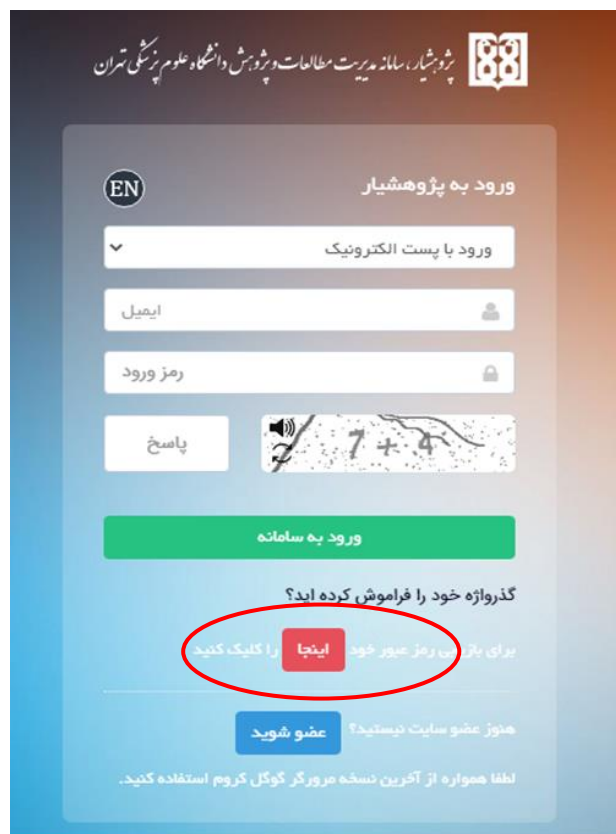 پژوهشیار، سامانه مدیریت مطالعات و پژوهش دانشگاه علوم پزشکی تهران
ورود به پژوهشیار
EN
ورود با پست الکترونیک
ایمیل
رمز ورود
7 + 4
پاسخ
ورود به سامانه
گذرواژه خود را فراموش کرده اید؟
برای بازیابی رمز عبور خود اینجا را کلیک کنید
هنوز عضو سایت نیستید؟ عضو شوید
لطفا همواره از آخرین نسخه مرورگر گوگل کروم استفاده کنید.